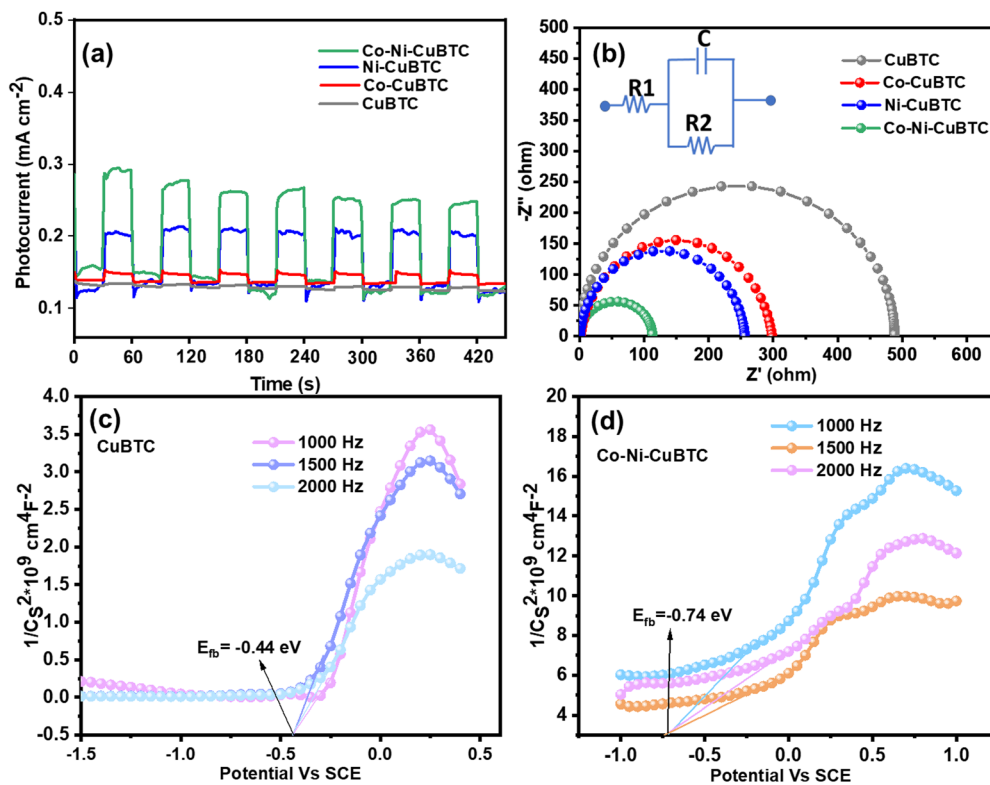 (a)
Co-Ni-CuBTC
Ni-CuBTC
Co-CuBTC
CuBTC
Photocurrent (mA cm⁻²)
0.5
0.4
0.3
0.2
0.1
0 60 120 180 240 300 360 420
Time (s)
(b)
C
R1
R2
CuBTC
Co-CuBTC
Ni-CuBTC
Co-Ni-CuBTC
-Z'' (ohm)
500
450
400
350
300
250
200
150
100
50
0
0 100 200 300 400 500 600
Z' (ohm)
(c)
CuBTC
1000 Hz
1500 Hz
2000 Hz
E_fb= -0.44 eV
1/Cs²*10⁹ cm⁴F⁻²
4.0
3.5
3.0
2.5
2.0
1.5
1.0
0.5
0.0
-0.5
-1.5 -1.0 -0.5 0.0 0.5
Potential Vs SCE
(d)
Co-Ni-CuBTC
1000 Hz
1500 Hz
2000 Hz
E_fb= -0.74 eV
1/Cs²*10⁹ cm⁴F⁻²
20
18
16
14
12
10
8
6
4
-1.0 -0.5 0.0 0.5 1.0
Potential Vs SCE